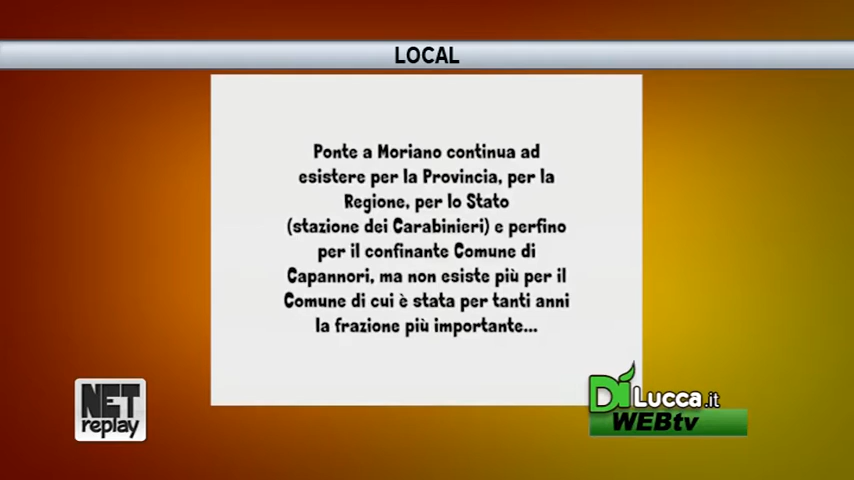 LOCAL
Ponte a Moriano continua ad
esistere per la Provincia, per la
Regione, per lo Stato
(stazione dei Carabinieri) e perfino
per il confinante Comune di
Capannori, ma non esiste più per il
Comune di cui è stata per tanti anni
la frazione più importante...
NET
replay
Dì Lucca.it
WEBtv